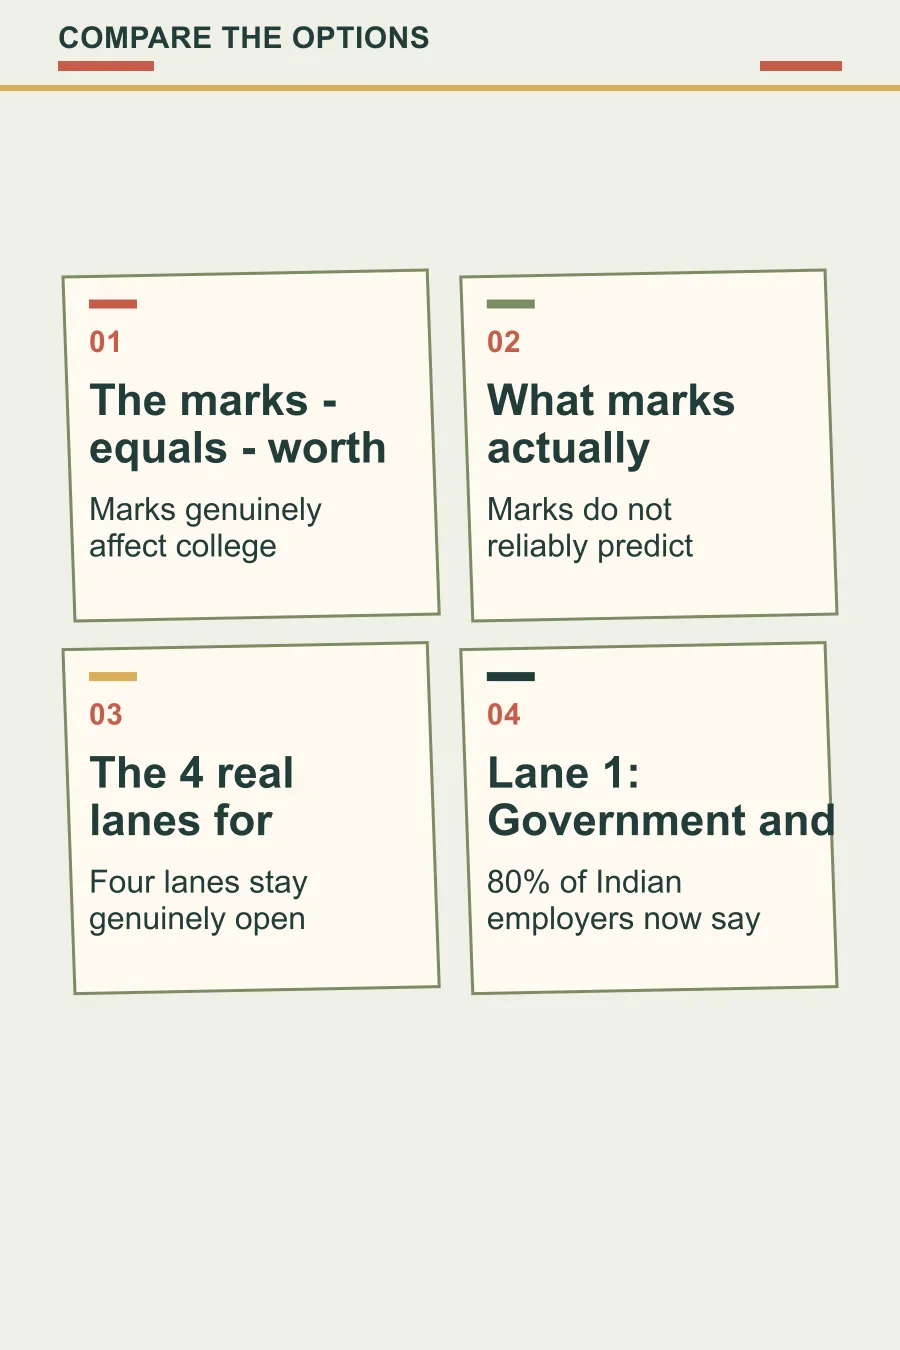 COMPARE THE OPTIONS
01
The marks -
equals - worth
Marks genuinely
affect college
02
What marks
actually
Marks do not
reliably predict
03
The 4 real
lanes for
Four lanes stay
genuinely open
04
Lane 1:
Government and
80% of Indian
employers now say